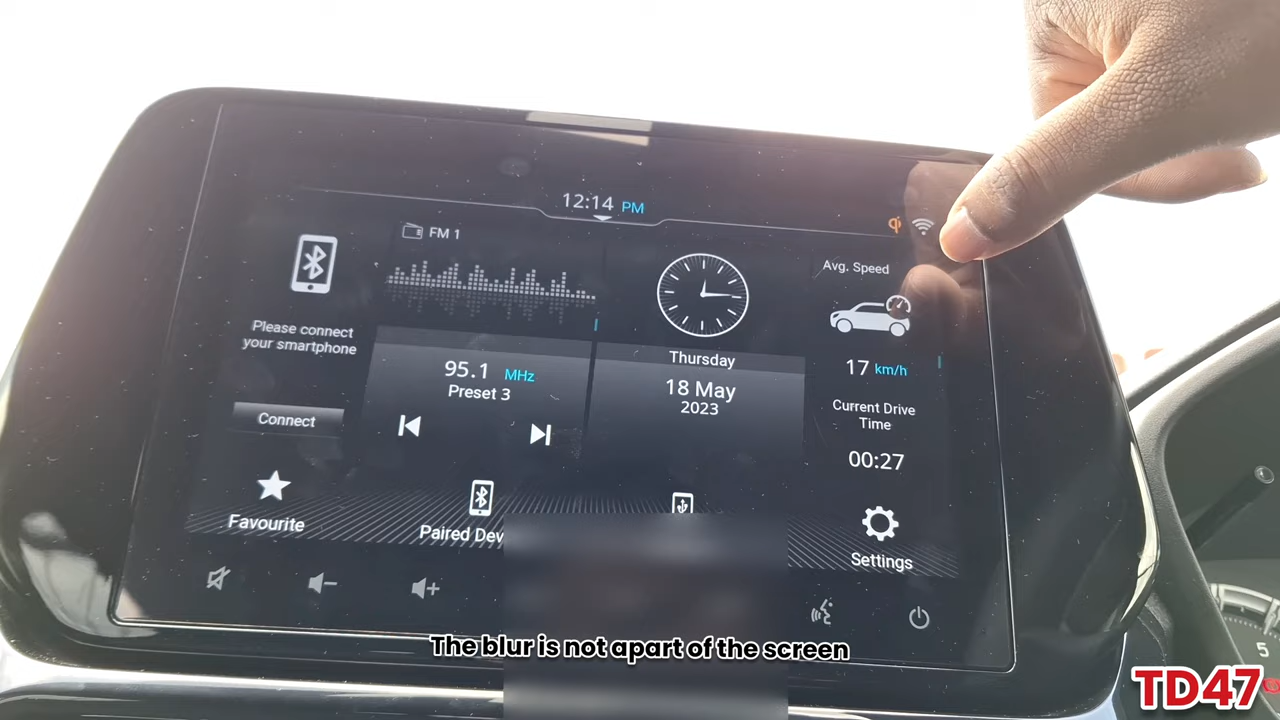 12:14 PM
FM 1
Avg. Speed
Please connect
your smartphone
95.1 MHz
Preset 3
Thursday
18 May
2023
17 km/h
Current Drive
Time
00:27
Connect
Favourite
Paired Dev
Settings
The blur is not apart of the screen
5
TD47